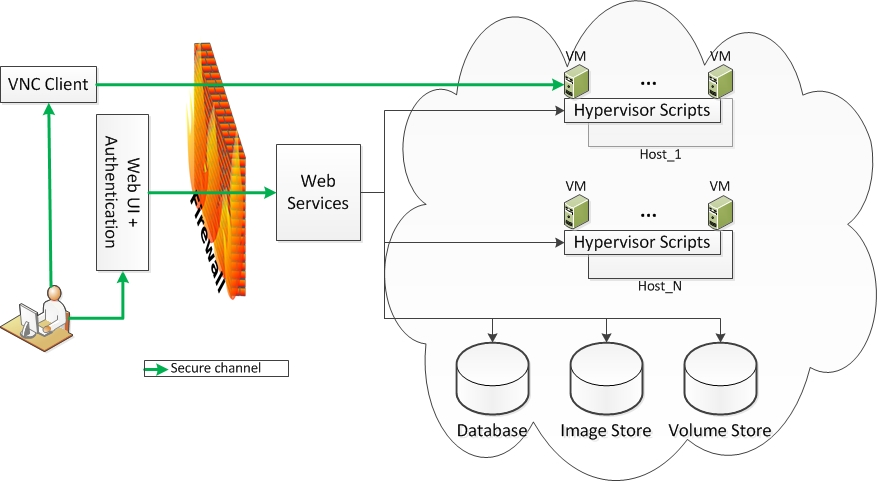 VNC Client
Web UI +
Authentication
Firewall
Web
Services
VM
...
VM
Hypervisor Scripts
Host_1
VM
...
VM
Hypervisor Scripts
Host_N
Database
Image Store
Volume Store
Secure channel